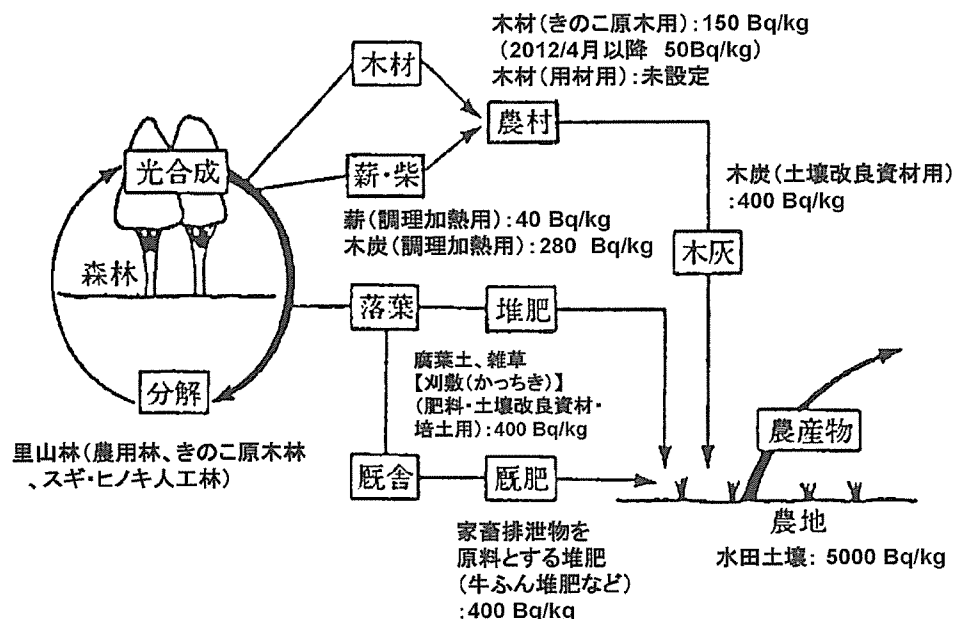 木材(きのこ原木用):150 Bq/kg
(2012/4月以降 50Bq/kg)
木材(用材用):未設定
木材
農村
光合成
薪・柴
木炭(土壌改良資材用)
:400 Bq/kg
薪(調理加熱用):40 Bq/kg
木炭(調理加熱用):280 Bq/kg
木灰
森林
落葉
堆肥
腐葉土、雑草
【刈敷(かっちき)】
(肥料・土壌改良資材・
培土用):400 Bq/kg
分解
農産物
里山林(農用林、きのこ原木林
、スギ・ヒノキ人工林)
厩舎
厩肥
農地
家畜排泄物を
原料とする堆肥
(牛ふん堆肥など)
:400 Bq/kg
水田土壌: 5000 Bq/kg